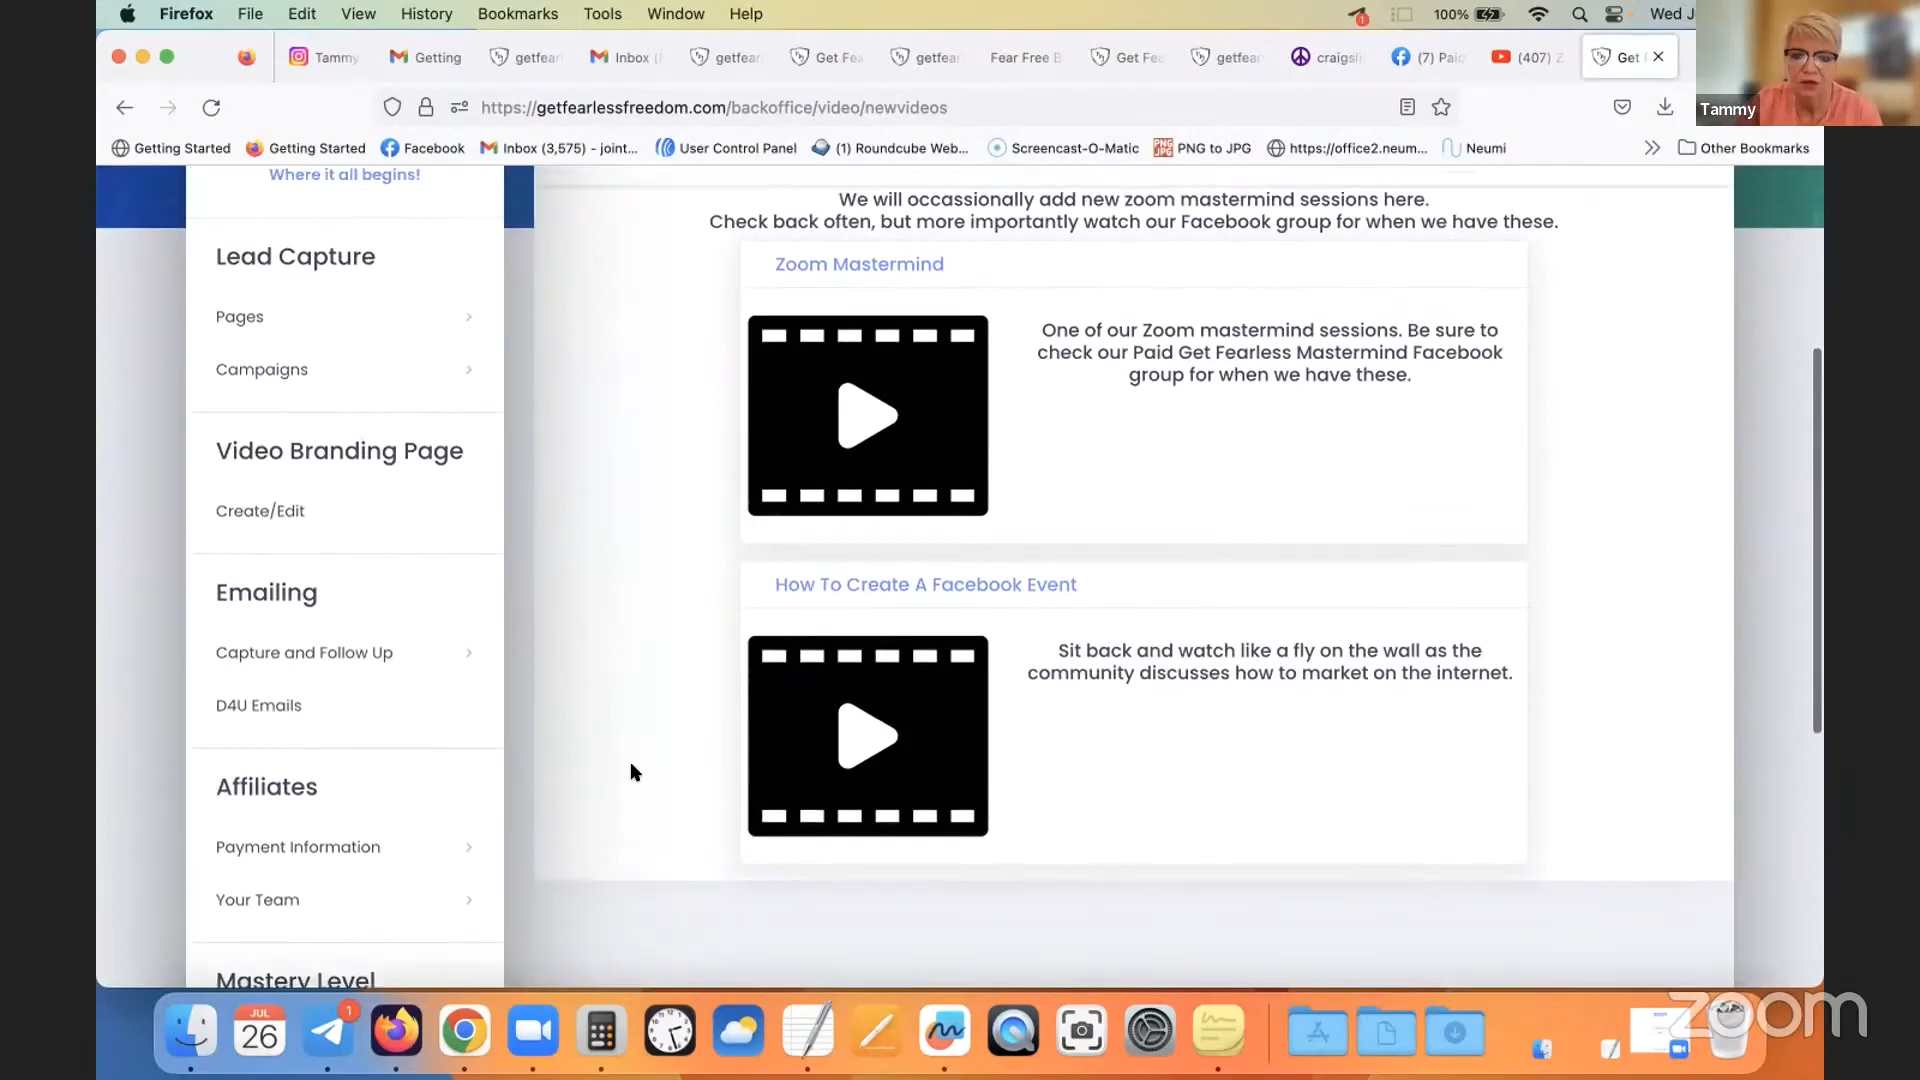 Firefox File Edit View History Bookmarks Tools Window Help
1
100%
Wed J
Tammy
Getting
getfear
Inbox (
getfear
Get Fea
getfear
Fear Free B
Get Fee
getfear
craigsli
(7) Paid
(407) Z
Get F
https://getfearlessfreedom.com/backoffice/video/newvideos
Tammy
Getting Started
Getting Started
Facebook
Inbox (3,575) - joint...
User Control Panel
(1) Roundcube Web...
Screencast-O-Matic
PNG to JPG
https://office2.neum...
Neumi
Other Bookmarks
Where it all begins!
Lead Capture
Pages
Campaigns
Video Branding Page
Create/Edit
Emailing
Capture and Follow Up
D4U Emails
Affiliates
Payment Information
Your Team
Mastery Level
We will occassionally add new zoom mastermind sessions here.
Check back often, but more importantly watch our Facebook group for when we have these.
Zoom Mastermind
One of our Zoom mastermind sessions. Be sure to
check our Paid Get Fearless Mastermind Facebook
group for when we have these.
How To Create A Facebook Event
Sit back and watch like a fly on the wall as the
community discusses how to market on the internet.
JUL
26
1
zoom